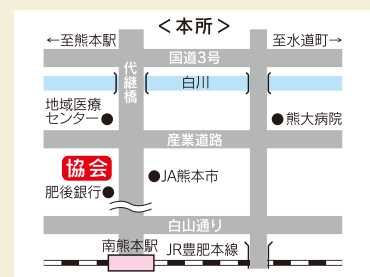 ＜本所＞
←至熊本駅
至水道町→
国道3号
代継橋
白川
地域医療
センター
熊大病院
産業道路
協会
JA熊本市
肥後銀行
白山通り
南熊本駅
JR豊肥本線